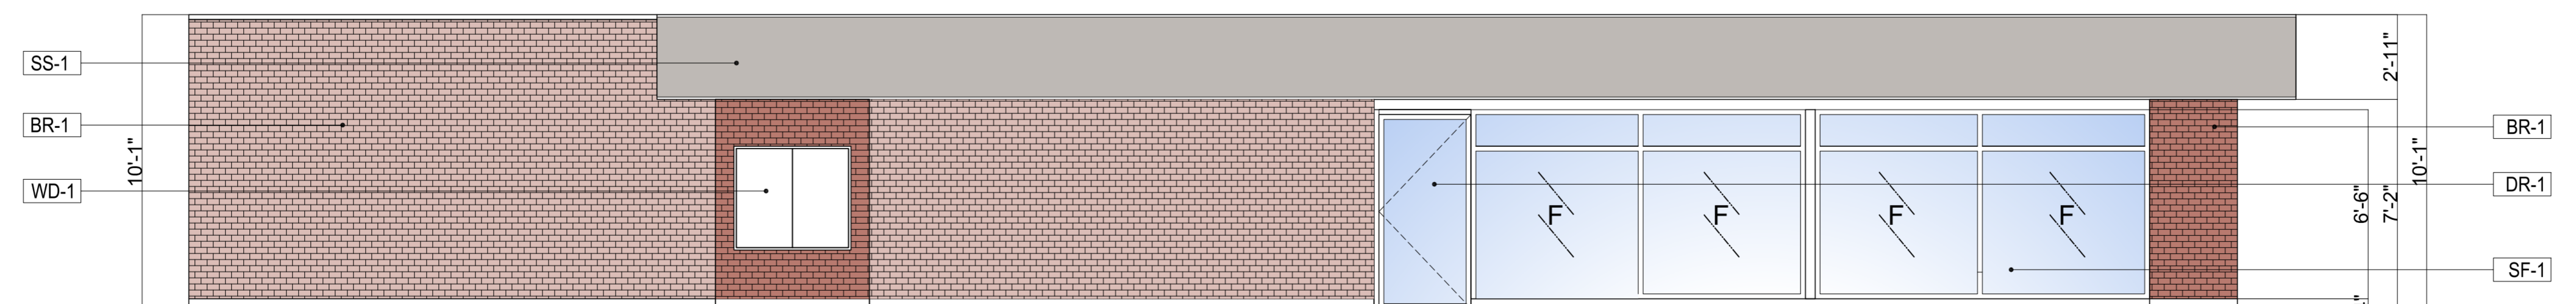 SS-1
BR-1
WD-1
10'-1"
F
F
F
F
2'-11"
6'-6"
7'-2"
10'-1"
BR-1
DR-1
SF-1